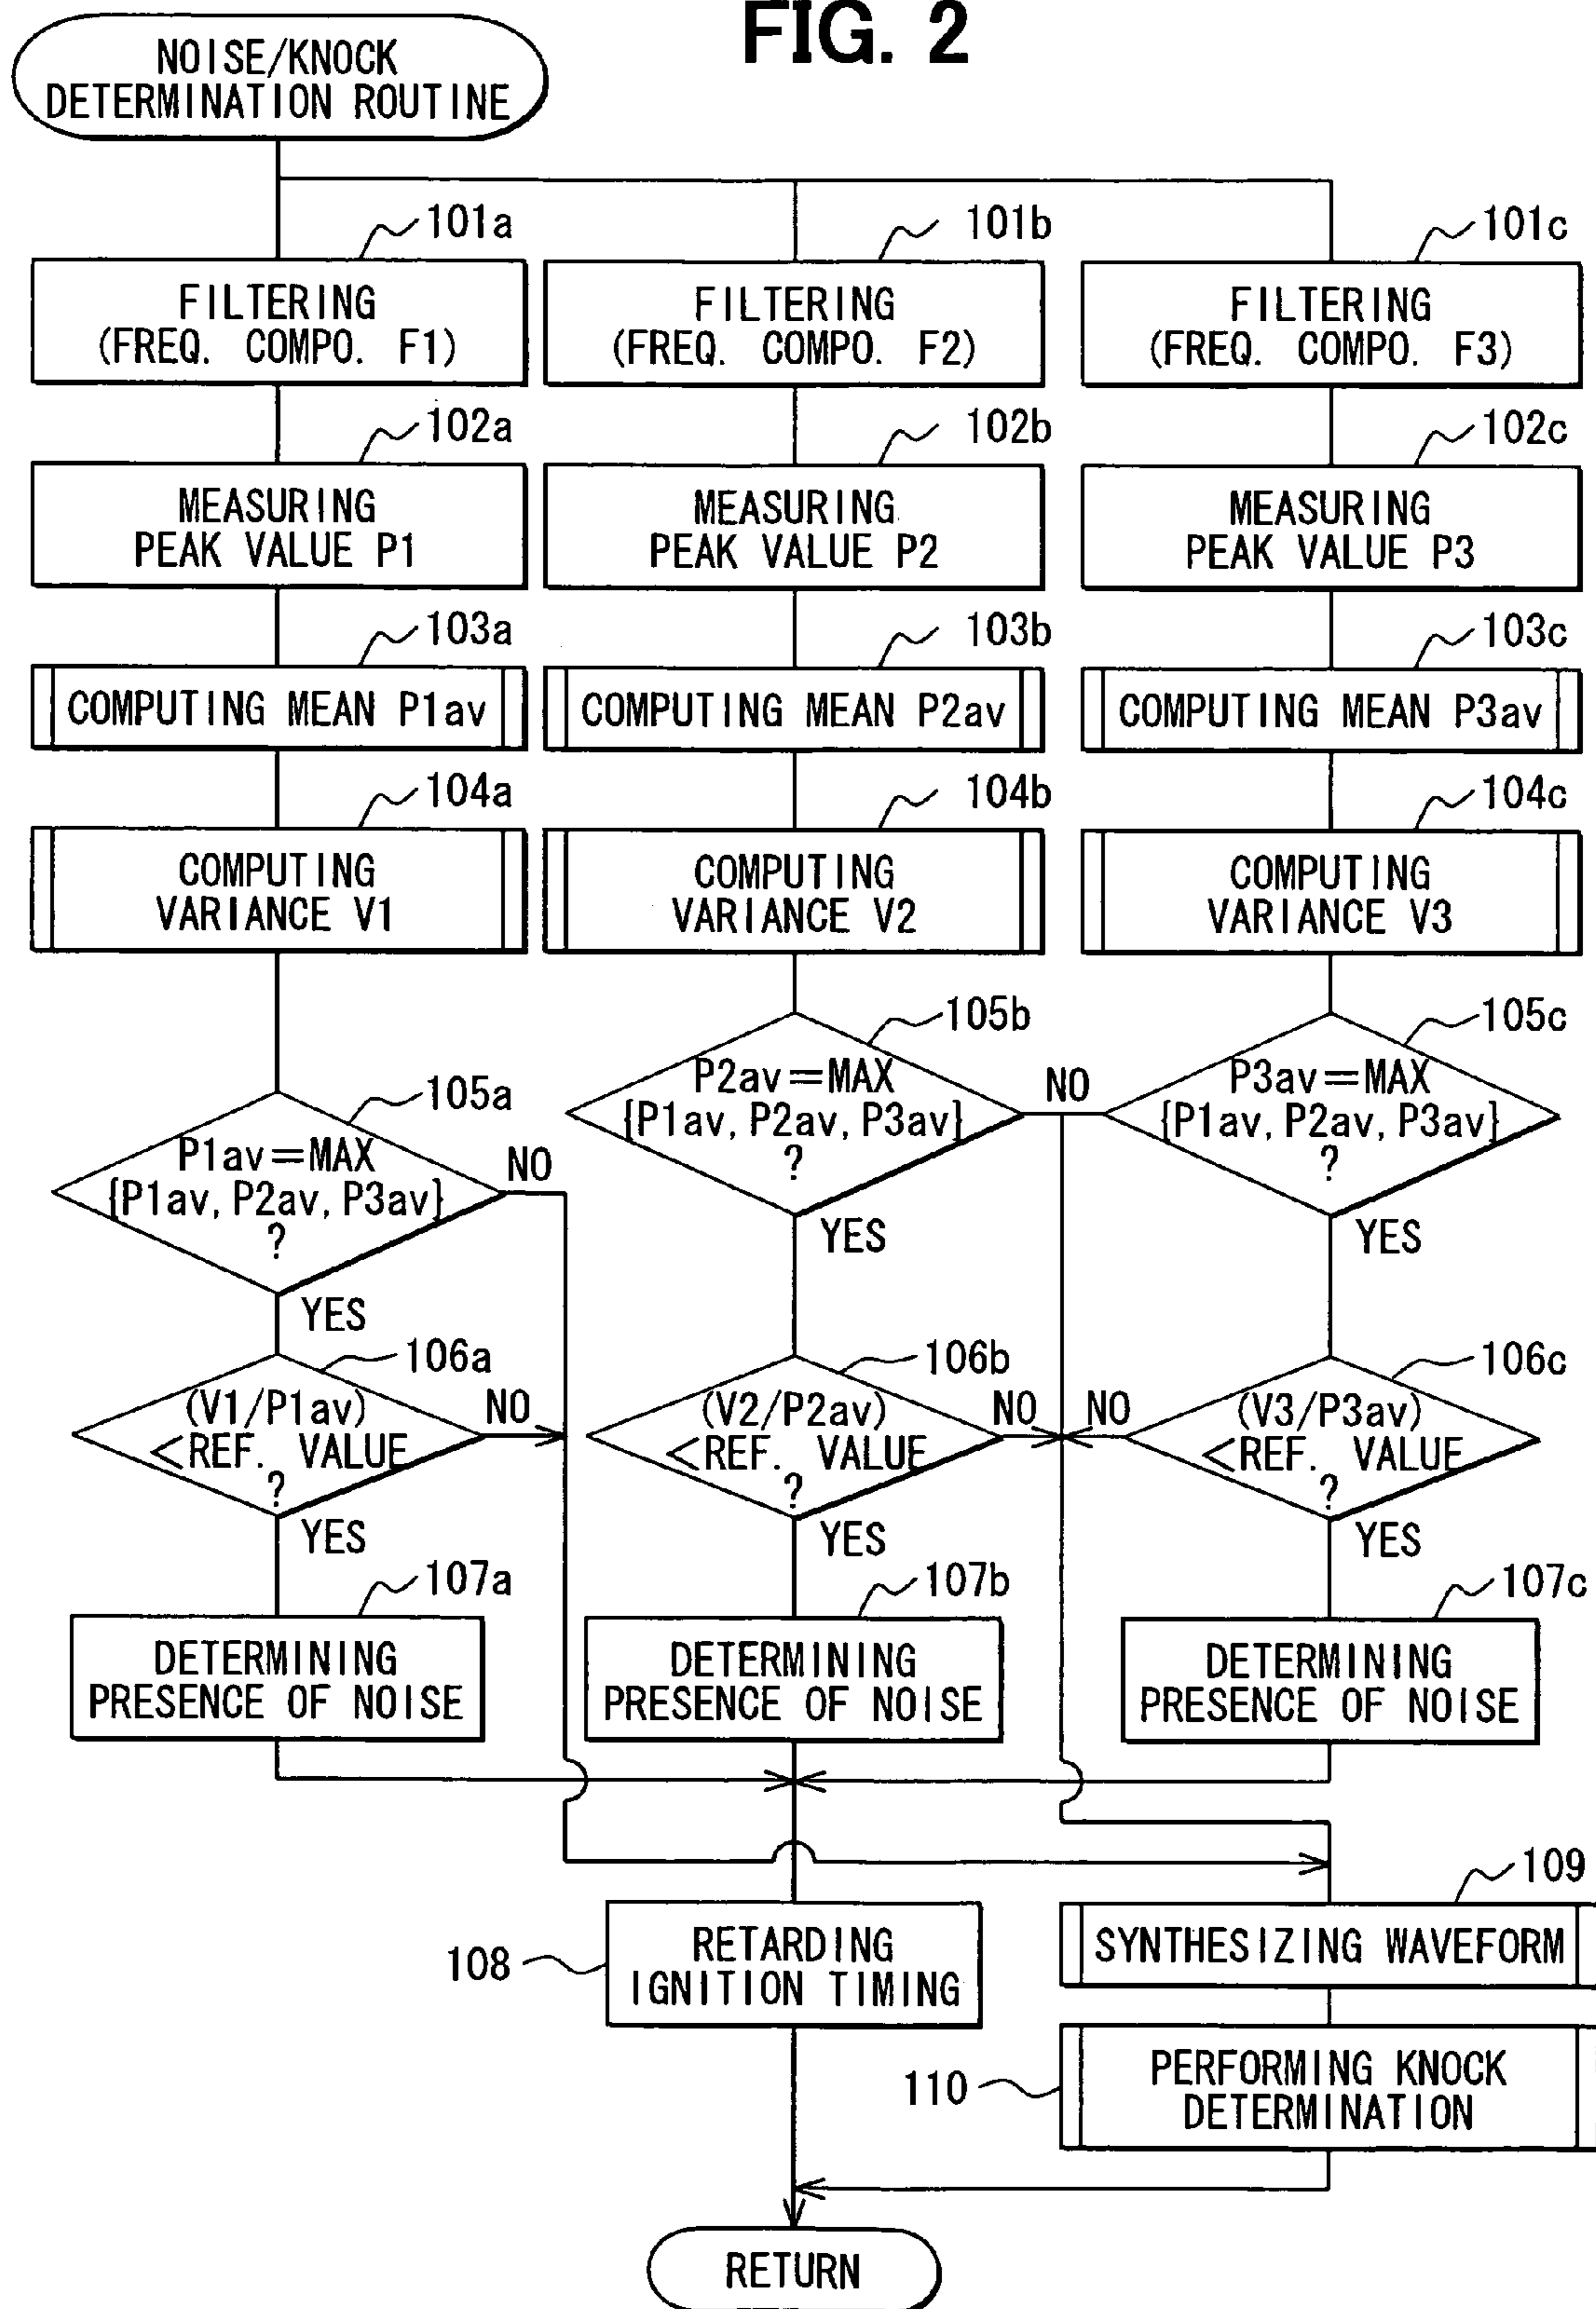 FIG. 2
NOISE/KNOCK
DETERMINATION ROUTINE
101a
101b
101c
FILTERING
(FREQ. COMPO. F1)
FILTERING
(FREQ. COMPO. F2)
FILTERING
(FREQ. COMPO. F3)
102a
102b
102c
MEASURING
PEAK VALUE P1
MEASURING
PEAK VALUE P2
MEASURING
PEAK VALUE P3
103a
103b
103c
COMPUTING MEAN P1av
COMPUTING MEAN P2av
COMPUTING MEAN P3av
104a
104b
104c
COMPUTING
VARIANCE V1
COMPUTING
VARIANCE V2
COMPUTING
VARIANCE V3
105a
P1av=MAX
{P1av, P2av, P3av}
?
NO
YES
105b
P2av=MAX
{P1av, P2av, P3av}
?
NO
YES
105c
P3av=MAX
{P1av, P2av, P3av}
?
YES
106a
(V1/P1av)
<REF. VALUE
?
NO
YES
106b
(V2/P2av)
<REF. VALUE
?
NO
YES
106c
(V3/P3av)
<REF. VALUE
?
NO
YES
107a
107b
107c
DETERMINING
PRESENCE OF NOISE
DETERMINING
PRESENCE OF NOISE
DETERMINING
PRESENCE OF NOISE
108
RETARDING
IGNITION TIMING
109
SYNTHESIZING WAVEFORM
110
PERFORMING KNOCK
DETERMINATION
RETURN